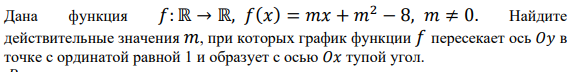 Дана функция f: ℝ → ℝ, f(x) = mx + m² − 8, m ≠ 0. Найдите
действительные значения m, при которых график функции f пересекает ось Oy в
точке с ординатой равной 1 и образует с осью Ox тупой угол.